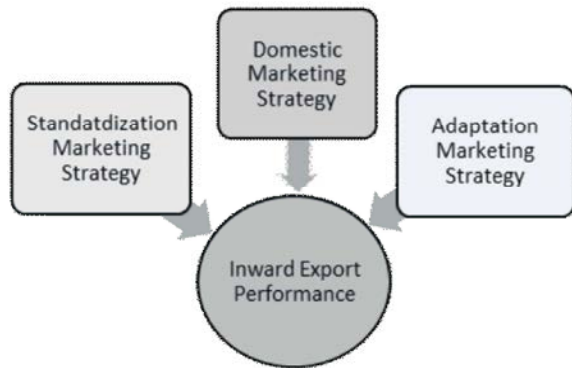 Domestic
Marketing
Strategy
Standatdization
Marketing
Strategy
Adaptation
Marketing
Strategy
Inward Export
Performance